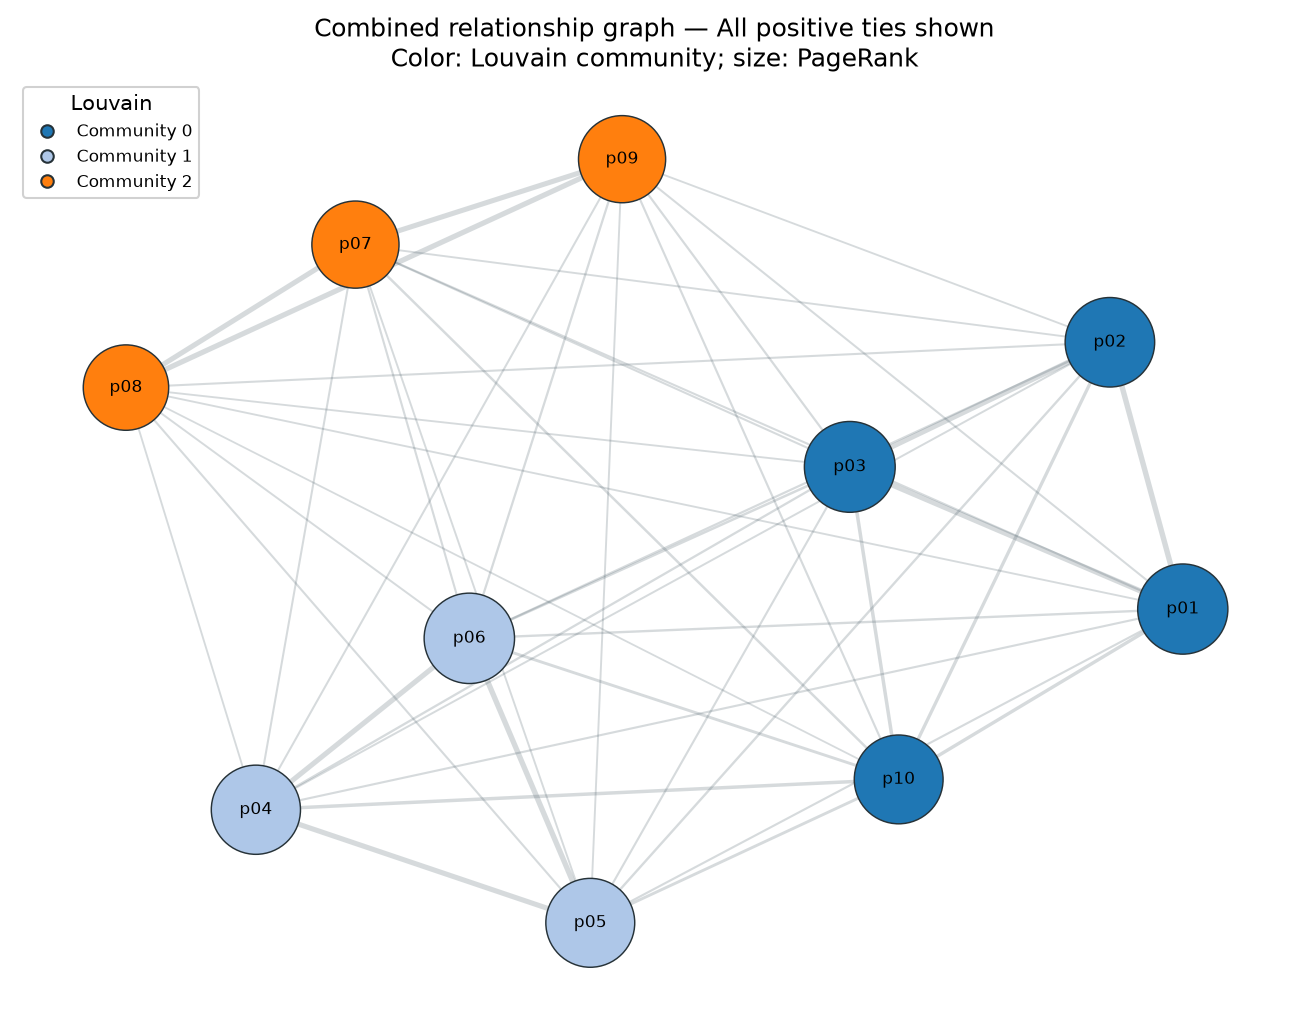 Combined relationship graph — All positive ties shown
Color: Louvain community; size: PageRank
Louvain
Community 0
Community 1
Community 2
p09
p07
p02
p08
p03
p01
p06
p10
p04
p05